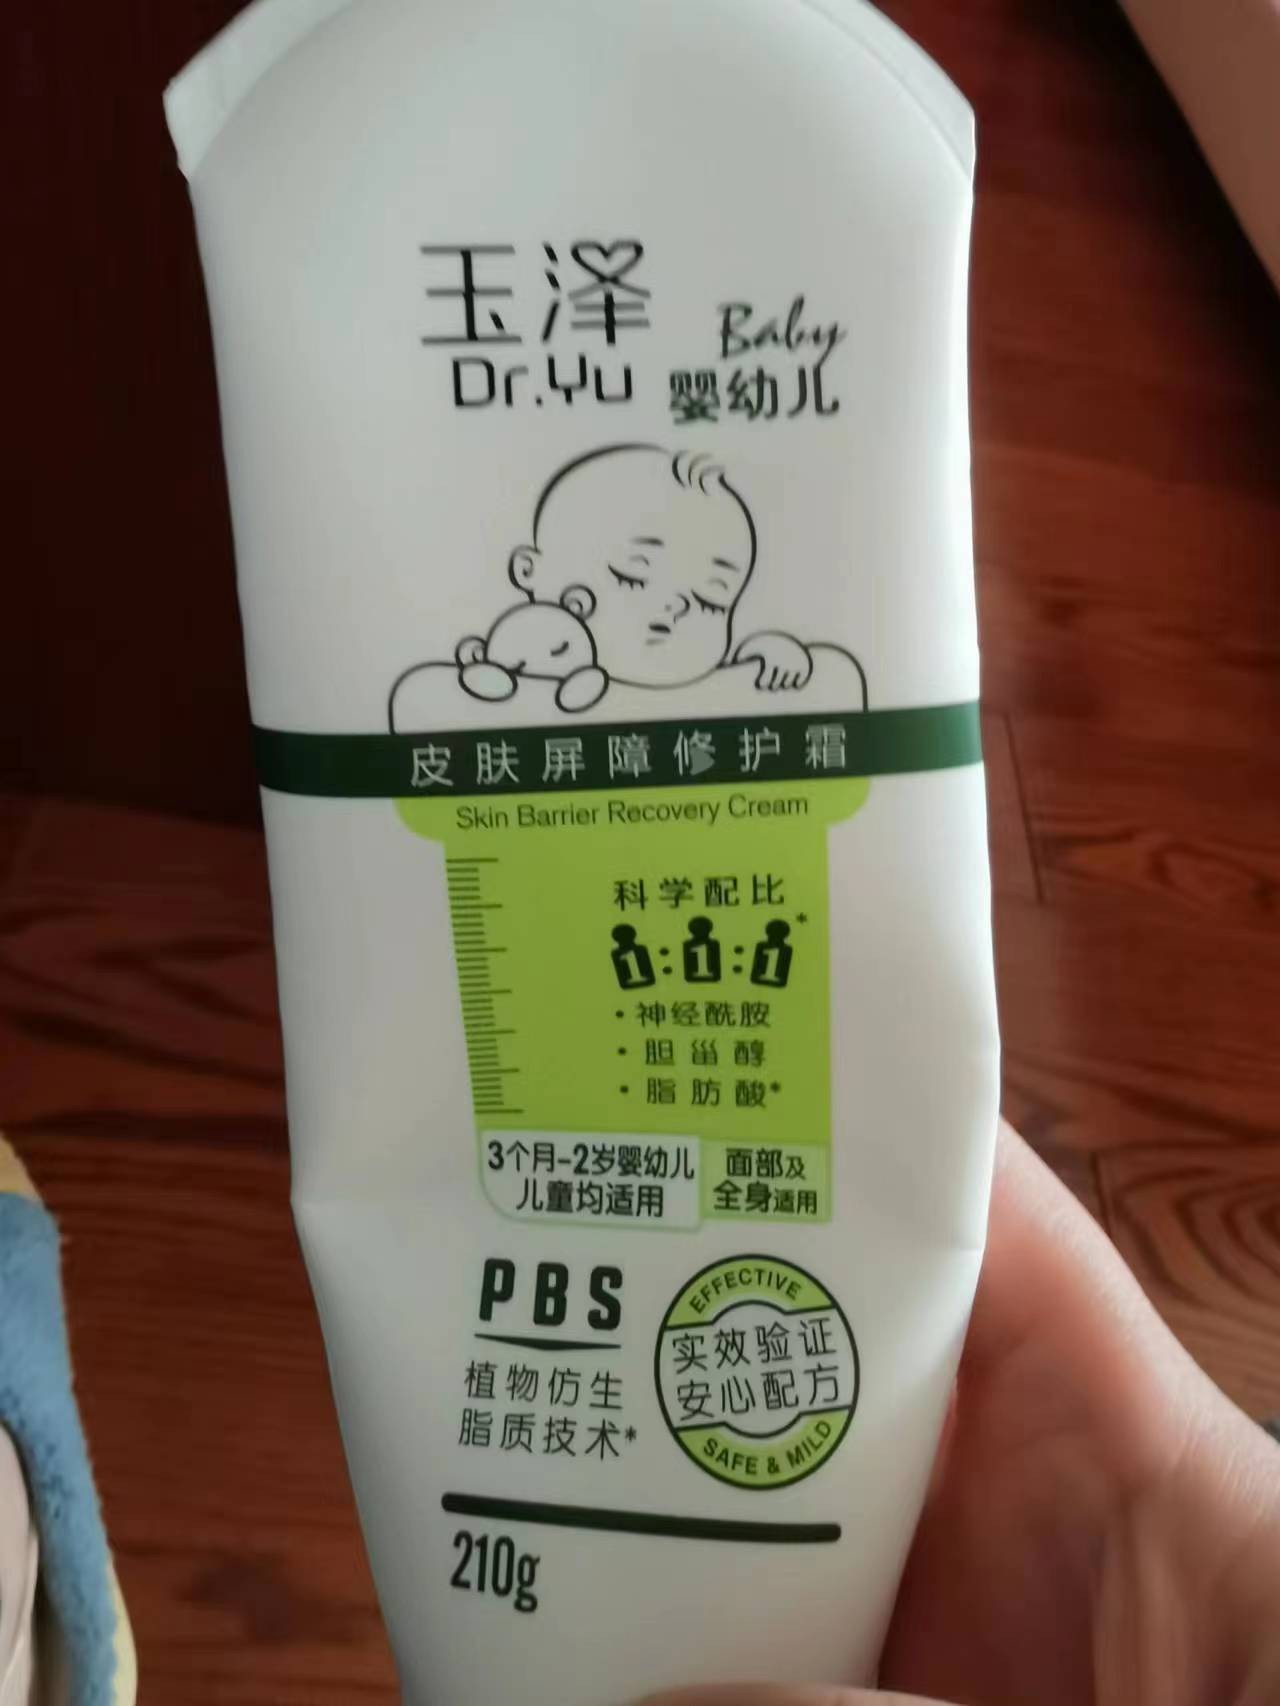 玉泽
Dr.Yu
Baby
婴幼儿
皮肤屏障修护霜
Skin Barrier Recovery Cream
科学配比
1:1:1*
·神经酰胺
·胆甾醇
·脂肪酸*
3个月-2岁婴幼儿
儿童均适用
面部及
全身适用
PBS
植物仿生
脂质技术*
EFFECTIVE
实效验证
安心配方
SAFE & MILD
210g